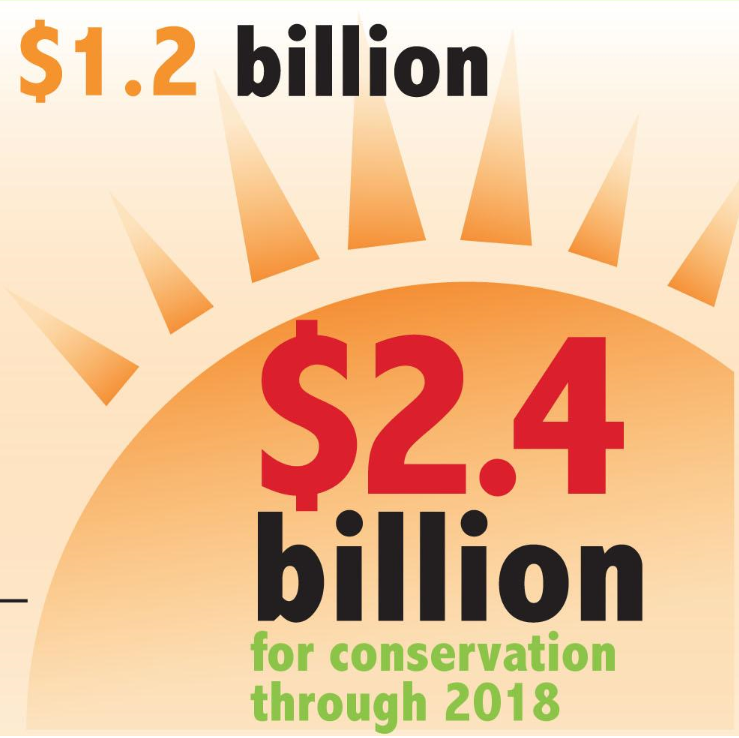 $1.2 billion
$2.4
billion
for conservation
through 2018